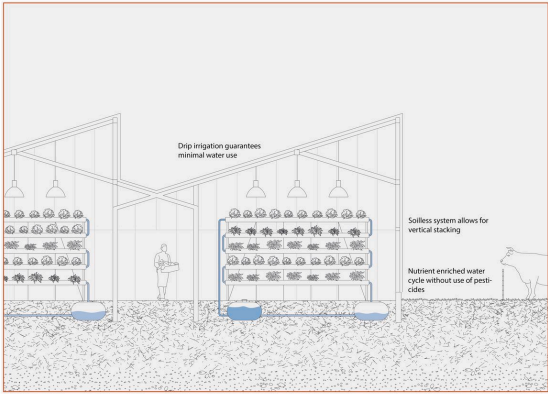 Drip irrigation guarantees
minimal water use
Soilless system allows for
vertical stacking
Nutrient enriched water
cycle without use of pesti-
cides